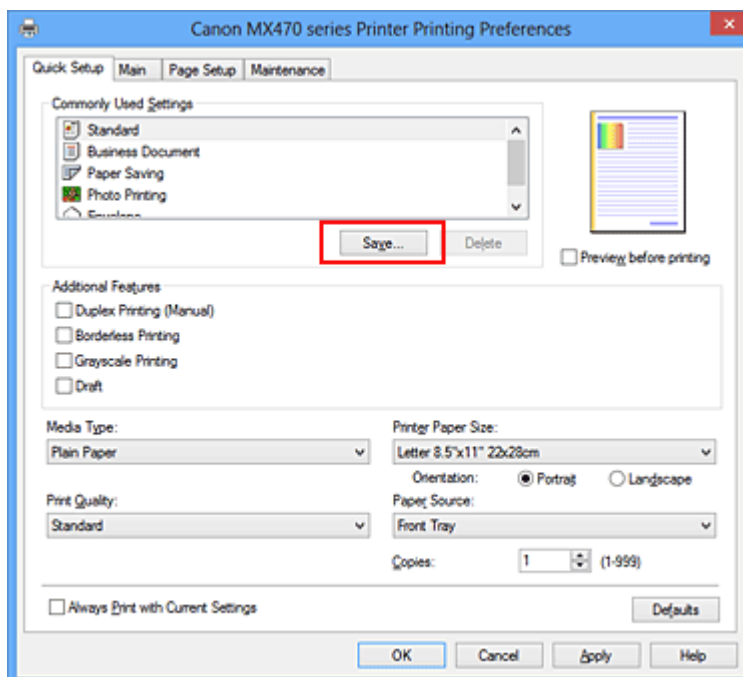 Canon MX470 series Printer Printing Preferences
Quick Setup Main Page Setup Maintenance
Commonly Used Settings
Standard
Business Document
Paper Saving
Photo Printing
Envelope
Save... Delete
Preview before printing
Additional Features
Duplex Printing (Manual)
Borderless Printing
Grayscale Printing
Draft
Media Type: Printer Paper Size:
Plain Paper Letter 8.5"x11" 22x28cm
Orientation: Portrait Landscape
Print Quality: Paper Source:
Standard Front Tray
Copies: 1 (1-999)
Always Print with Current Settings Defaults
OK Cancel Apply Help